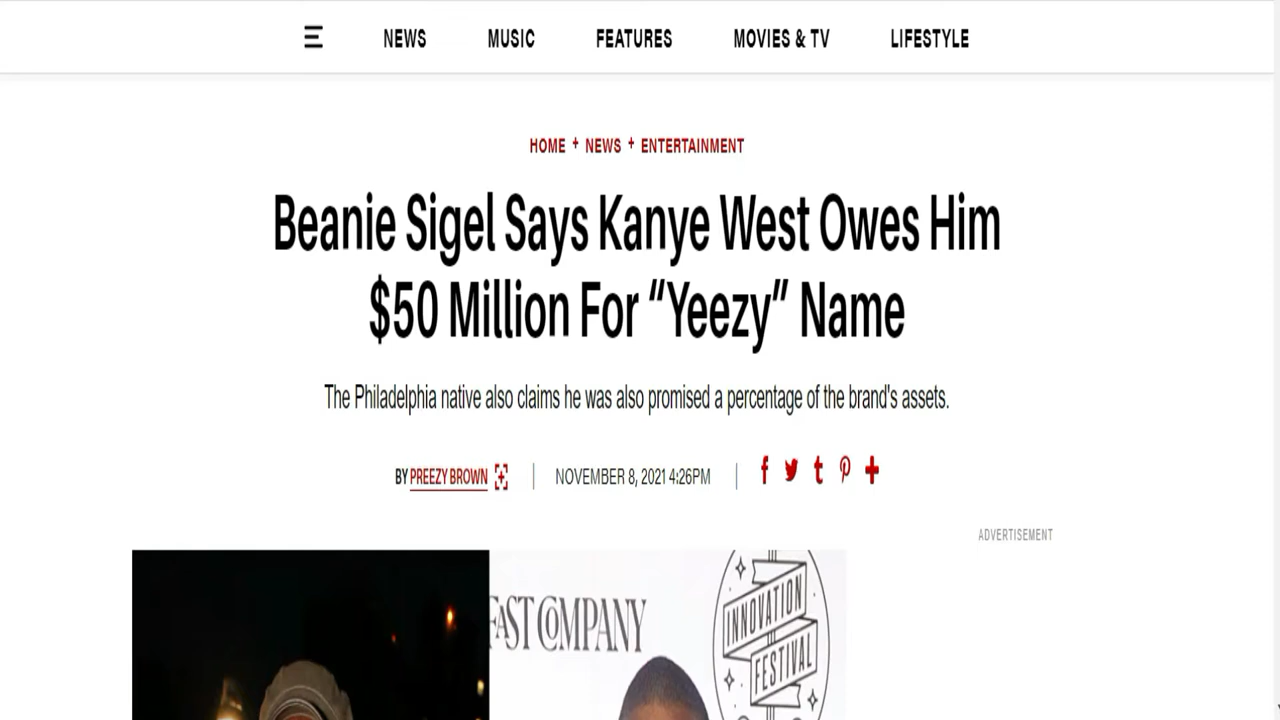 NEWS MUSIC FEATURES MOVIES & TV LIFESTYLE
HOME + NEWS + ENTERTAINMENT
Beanie Sigel Says Kanye West Owes Him
$50 Million For “Yeezy” Name
The Philadelphia native also claims he was also promised a percentage of the brand's assets.
BY PREEZY BROWN NOVEMBER 8, 2021 4:26PM
ADVERTISEMENT
FAST COMPANY
INNOVATION
FESTIVAL